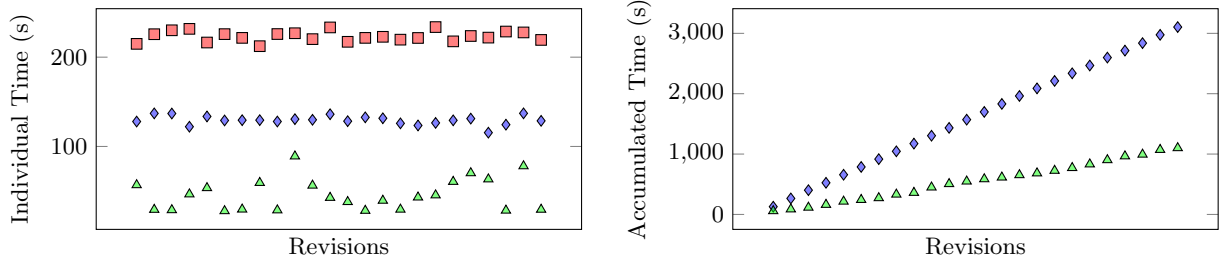 Individual Time (s)
200
100
Revisions
Accumulated Time (s)
3,000
2,000
1,000
0
Revisions